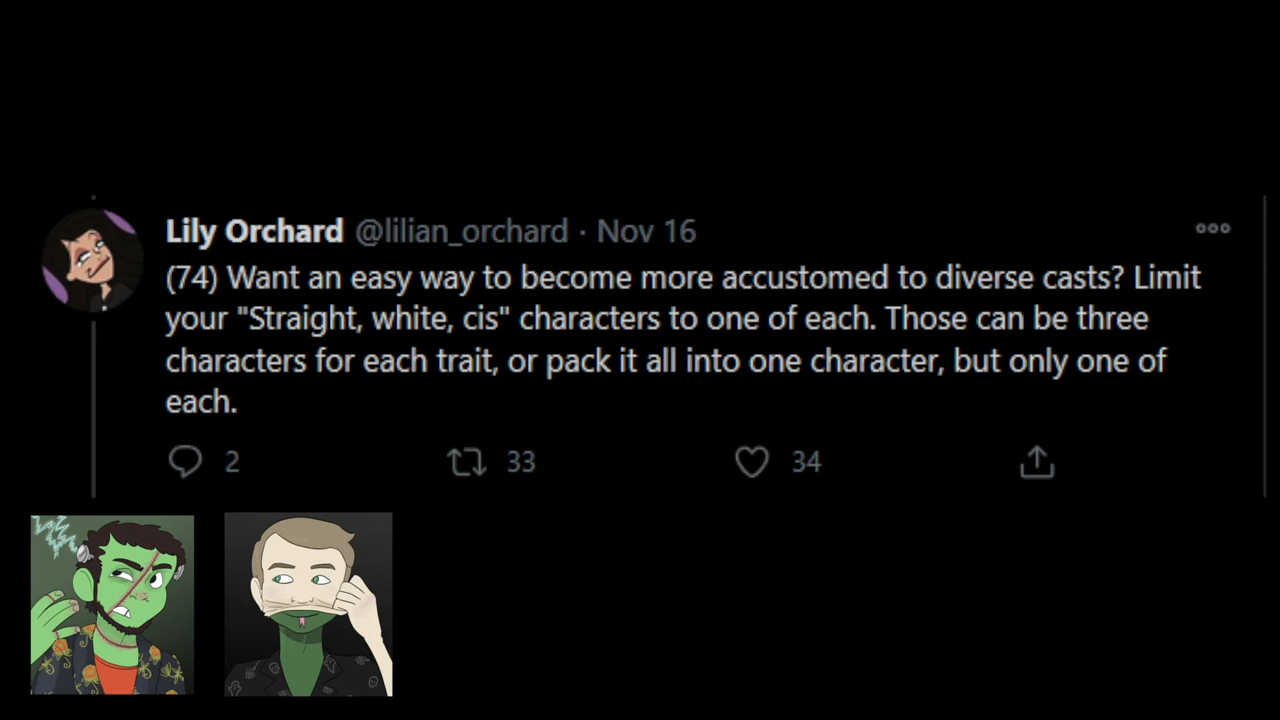 Lily Orchard @lilian_orchard · Nov 16
(74) Want an easy way to become more accustomed to diverse casts? Limit
your "Straight, white, cis" characters to one of each. Those can be three
characters for each trait, or pack it all into one character, but only one of
each.
2 33 34